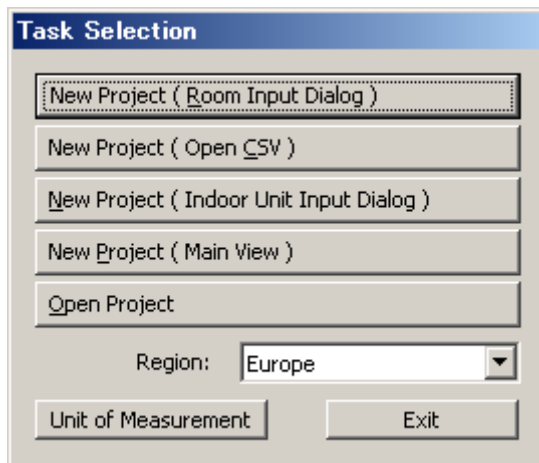 Task Selection
New Project ( Room Input Dialog )
New Project ( Open CSV )
New Project ( Indoor Unit Input Dialog )
New Project ( Main View )
Open Project
Region: Europe
Unit of Measurement Exit